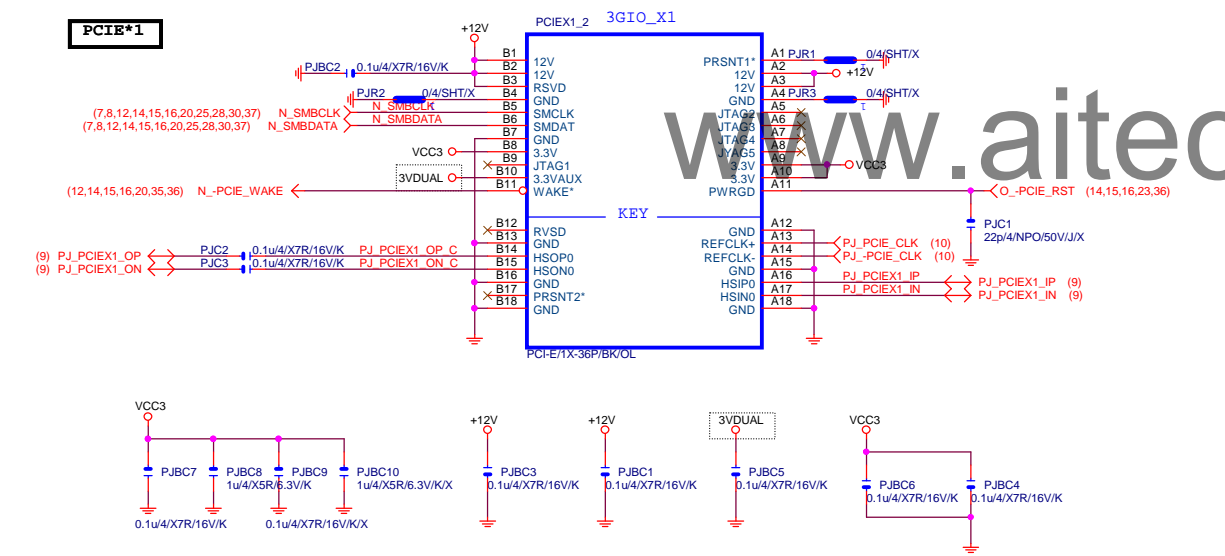 PCIE*1
PCIEX1_2 3GIO_X1
+12V
B1 12V
B2 12V
B3 RSVD
B4 GND
B5 SMCLK
B6 SMDAT
B7 GND
B8 3.3V
B9 JTAG1
B10 3.3VAUX
B11 WAKE*
KEY
B12 RVSD
B13 GND
B14 HSOP0
B15 HSON0
B16 GND
B17 PRSNT2*
B18 GND
PRSNT1* A1
12V A2
12V A3
GND A4
JTAG2 A5
JTAG3 A6
JTAG4 A7
JYAG5 A8
3.3V A9
3.3V A10
PWRGD A11
GND A12
REFCLK+ A13
REFCLK- A14
GND A15
HSIP0 A16
HSIN0 A17
GND A18
PCI-E/1X-36P/BK/OL
PJBC2 0.1u/4/X7R/16V/K
PJR2 0/4/SHT/X
(7,8,12,14,15,16,20,25,28,30,37) N_SMBCLK N_SMBCLK
(7,8,12,14,15,16,20,25,28,30,37) N_SMBDATA N_SMBDATA
VCC3
3VDUAL
(12,14,15,16,20,35,36) N_-PCIE_WAKE
(9) PJ_PCIEX1_OP PJC2 0.1u/4/X7R/16V/K PJ_PCIEX1_OP_C
(9) PJ_PCIEX1_ON PJC3 0.1u/4/X7R/16V/K PJ_PCIEX1_ON_C
PJR1 0/4/SHT/X
1
+12V
PJR3 0/4/SHT/X
1
www.aitec
VCC3
O_-PCIE_RST (14,15,16,23,36)
PJC1
22p/4/NPO/50V/J/X
PJ_PCIE_CLK (10)
PJ_-PCIE_CLK (10)
PJ_PCIEX1_IP PJ_PCIEX1_IP (9)
PJ_PCIEX1_IN PJ_PCIEX1_IN (9)
VCC3
PJBC7 PJBC8 PJBC9 PJBC10
1u/4/X5R/6.3V/K 1u/4/X5R/6.3V/K/X
0.1u/4/X7R/16V/K 0.1u/4/X7R/16V/K/X
+12V
PJBC3
0.1u/4/X7R/16V/K
+12V
PJBC1
0.1u/4/X7R/16V/K
3VDUAL
PJBC5
0.1u/4/X7R/16V/K
VCC3
PJBC6 PJBC4
0.1u/4/X7R/16V/K 0.1u/4/X7R/16V/K